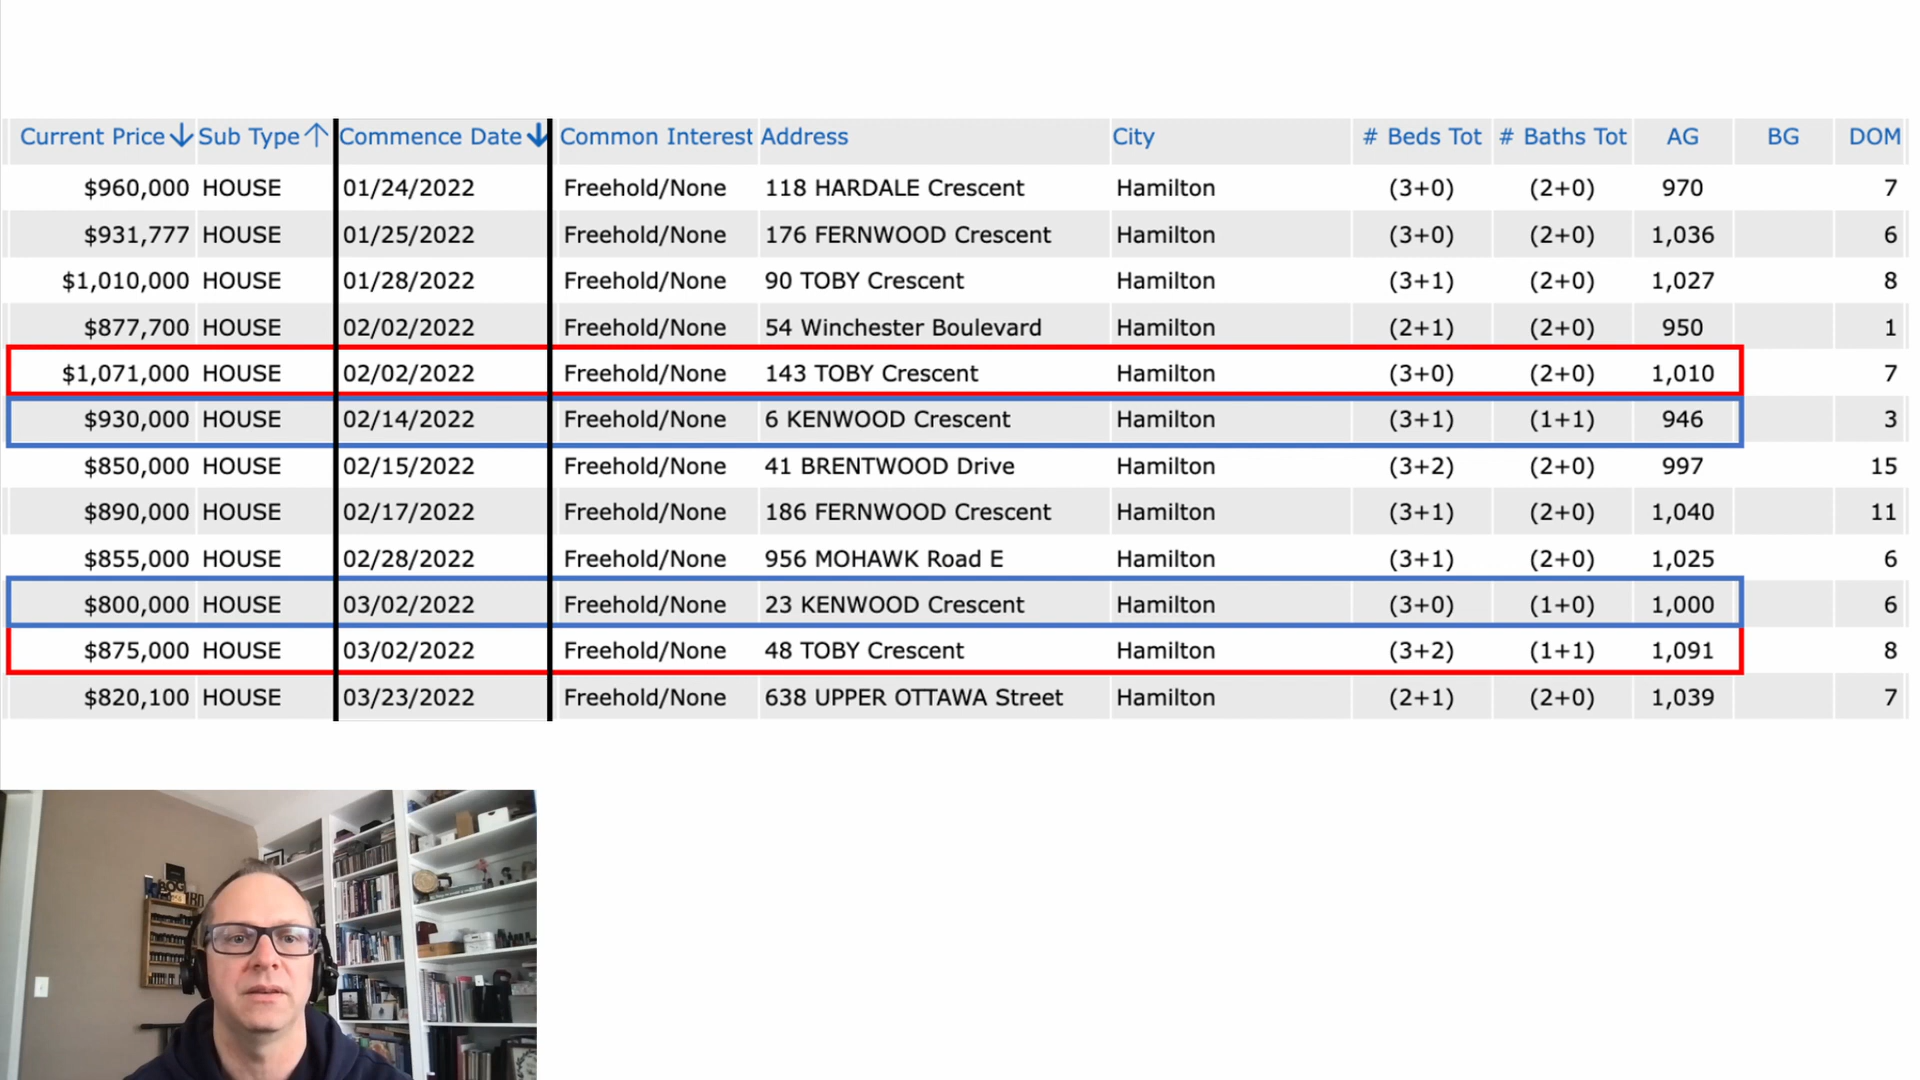 Current Price Sub Type Commence Date Common Interest Address City # Beds Tot # Baths Tot AG BG DOM
$960,000 HOUSE 01/24/2022 Freehold/None 118 HARDALE Crescent Hamilton (3+0) (2+0) 970 7
$931,777 HOUSE 01/25/2022 Freehold/None 176 FERNWOOD Crescent Hamilton (3+0) (2+0) 1,036 6
$1,010,000 HOUSE 01/28/2022 Freehold/None 90 TOBY Crescent Hamilton (3+1) (2+0) 1,027 8
$877,700 HOUSE 02/02/2022 Freehold/None 54 Winchester Boulevard Hamilton (2+1) (2+0) 950 1
$1,071,000 HOUSE 02/02/2022 Freehold/None 143 TOBY Crescent Hamilton (3+0) (2+0) 1,010 7
$930,000 HOUSE 02/14/2022 Freehold/None 6 KENWOOD Crescent Hamilton (3+1) (1+1) 946 3
$850,000 HOUSE 02/15/2022 Freehold/None 41 BRENTWOOD Drive Hamilton (3+2) (2+0) 997 15
$890,000 HOUSE 02/17/2022 Freehold/None 186 FERNWOOD Crescent Hamilton (3+1) (2+0) 1,040 11
$855,000 HOUSE 02/28/2022 Freehold/None 956 MOHAWK Road E Hamilton (3+1) (2+0) 1,025 6
$800,000 HOUSE 03/02/2022 Freehold/None 23 KENWOOD Crescent Hamilton (3+0) (1+0) 1,000 6
$875,000 HOUSE 03/02/2022 Freehold/None 48 TOBY Crescent Hamilton (3+2) (1+1) 1,091 8
$820,100 HOUSE 03/23/2022 Freehold/None 638 UPPER OTTAWA Street Hamilton (2+1) (2+0) 1,039 7